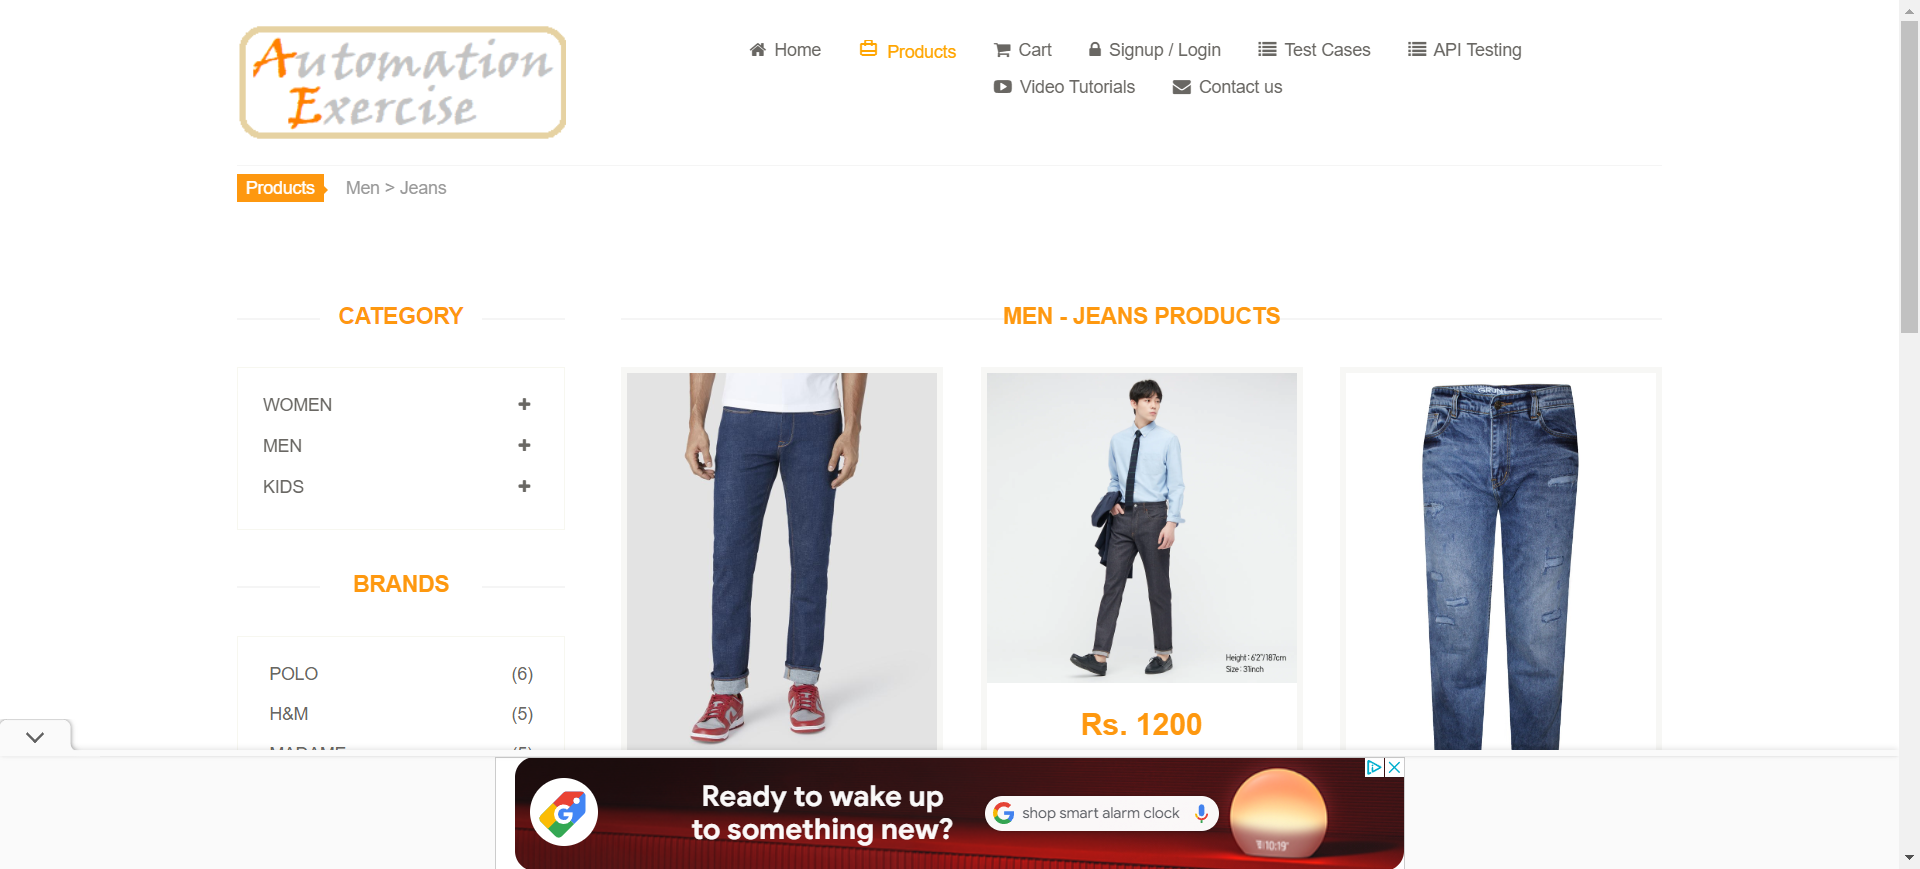 Automation
Exercise
Home
Products
Cart
Signup / Login
Test Cases
API Testing
Video Tutorials
Contact us
Products
Men > Jeans
CATEGORY
WOMEN
MEN
KIDS
BRANDS
POLO (6)
H&M (5)
MEN - JEANS PRODUCTS
Height : 6'2"/187cm
Size : 31inch
Rs. 1200
Ready to wake up
to something new?
shop smart alarm clock
10:19